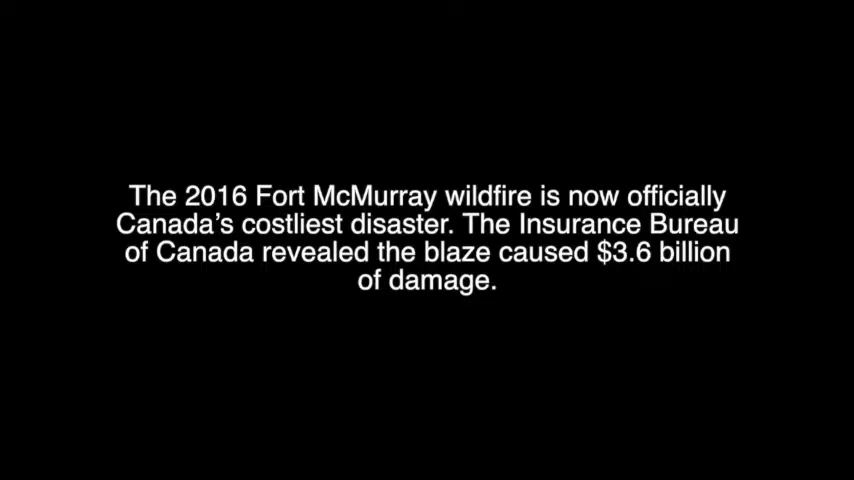 The 2016 Fort McMurray wildfire is now officially
Canada’s costliest disaster. The Insurance Bureau
of Canada revealed the blaze caused $3.6 billion
of damage.